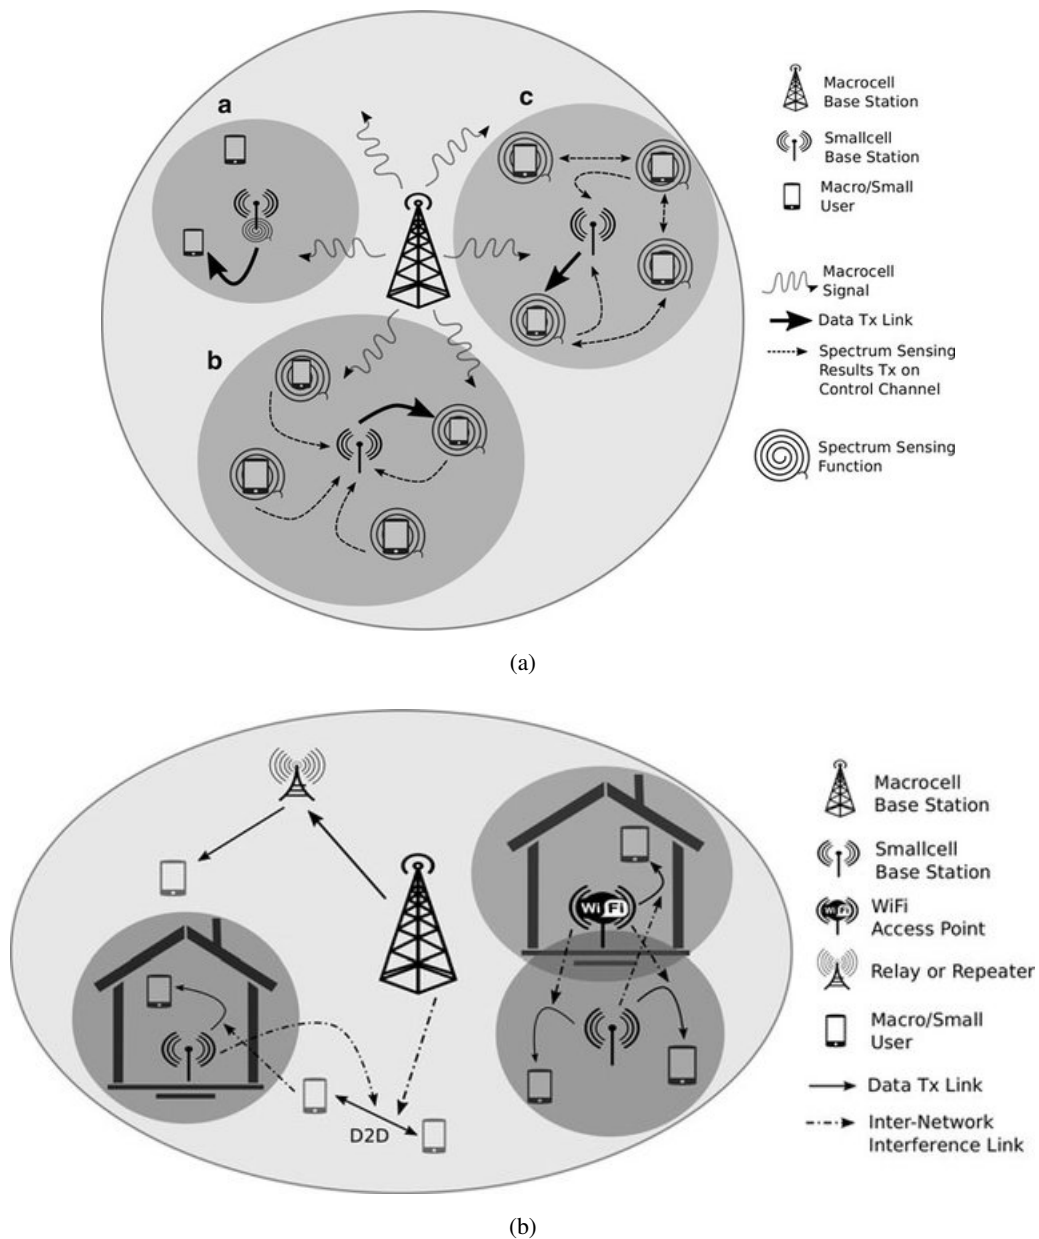 a
c
b
Macrocell
Base Station
Smallcell
Base Station
Macro/Small
User
Macrocell
Signal
Data Tx Link
Spectrum Sensing
Results Tx on
Control Channel
Spectrum Sensing
Function
(a)
WiFi
D2D
Macrocell
Base Station
Smallcell
Base Station
WiFi
WiFi
Access Point
Relay or Repeater
Macro/Small
User
Data Tx Link
Inter-Network
Interference Link
(b)